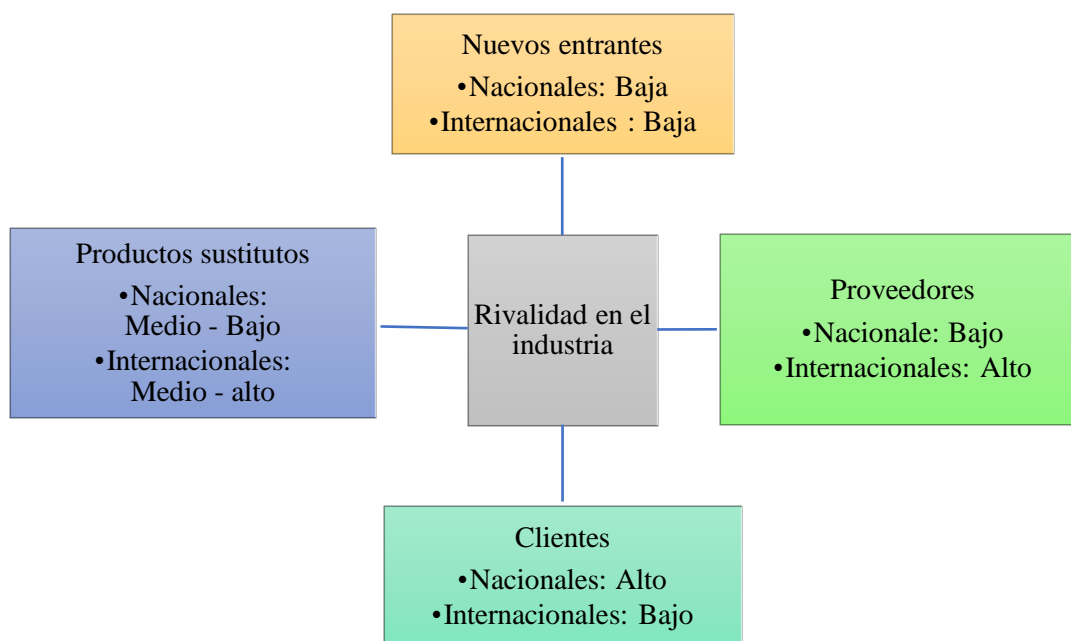 Nuevos entrantes
•Nacionales: Baja
•Internacionales : Baja
Productos sustitutos
•Nacionales:
Medio - Bajo
•Internacionales:
Medio - alto
Rivalidad en el
industria
Proveedores
•Nacionale: Bajo
•Internacionales: Alto
Clientes
•Nacionales: Alto
•Internacionales: Bajo